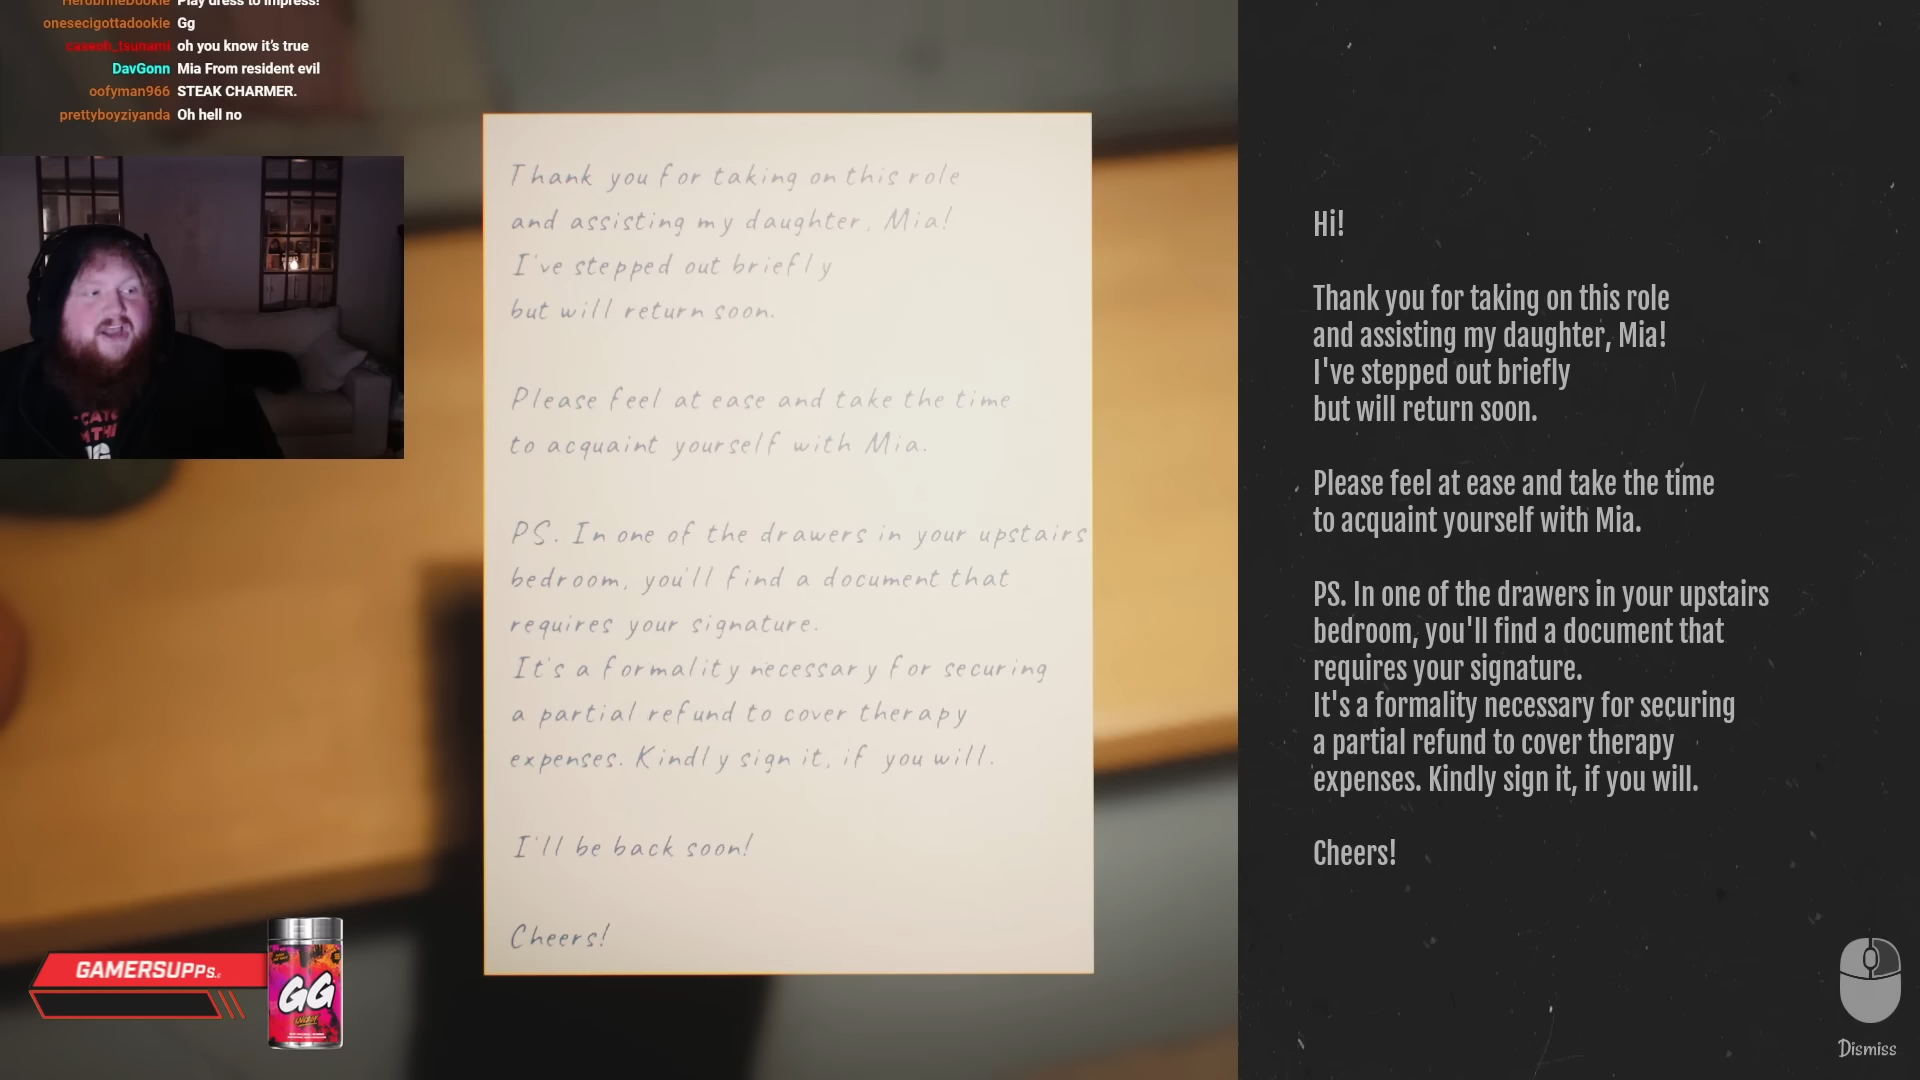 Play dress to impress!
onesecigottadookie Gg
caseoh_tsunami oh you know it's true
DavGonn Mia From resident evil
oofyman966 STEAK CHARMER.
prettyboyziyanda Oh hell no
Thank you for taking on this role
and assisting my daughter, Mia!
I've stepped out briefly
but will return soon.
Please feel at ease and take the time
to acquaint yourself with Mia.
PS. In one of the drawers in your upstairs
bedroom, you'll find a document that
requires your signature.
It's a formality necessary for securing
a partial refund to cover therapy
expenses. Kindly sign it, if you will.
I'll be back soon!
Cheers!
GAMERSUPPS
GG
Hi!
Thank you for taking on this role
and assisting my daughter, Mia!
I've stepped out briefly
but will return soon.
Please feel at ease and take the time
to acquaint yourself with Mia.
PS. In one of the drawers in your upstairs
bedroom, you'll find a document that
requires your signature.
It's a formality necessary for securing
a partial refund to cover therapy
expenses. Kindly sign it, if you will.
Cheers!
Dismiss